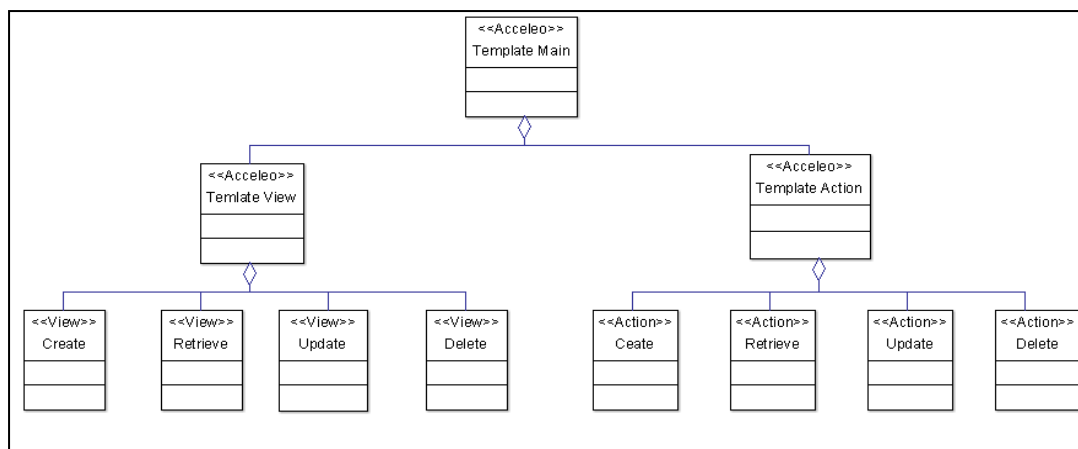 <<Acceleo>>
Template Main
<<Acceleo>>
Temlate View
<<Acceleo>>
Template Action
<<View>>
Create
<<View>>
Retrieve
<<View>>
Update
<<View>>
Delete
<<Action>>
Ceate
<<Action>>
Retrieve
<<Action>>
Update
<<Action>>
Delete